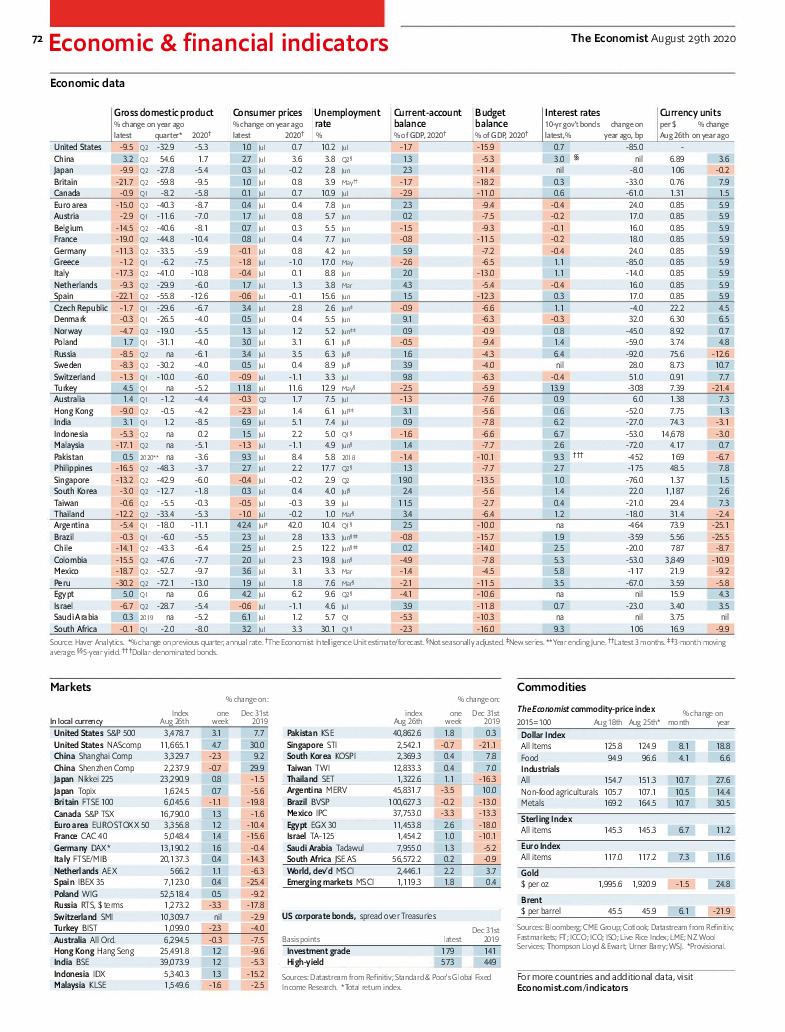 72 Economic & financial indicators
The Economist August 29th 2020
Economic data
Gross domestic product Consumer prices Unemployment Current-account Budget Interest rates Currency units
% change on year ago % change on year ago rate balance balance 10-yr gov't bonds change on per $ % change
latest quarter* 2020† latest 2020† % % of GDP, 2020† % of GDP, 2020† latest,% year ago, bp Aug 26th on year ago
United States -9.5 Q2 -32.9 -5.3 1.0 Jul 0.7 10.2 Jul -1.7 -15.9 0.7 -85.0 -
China 3.2 Q2 54.6 1.7 2.7 Jul 3.6 3.8 Q2§ 1.3 -5.3 3.0 §§ nil 6.89 3.6
Japan -9.9 Q2 -27.8 -5.4 0.3 Jul -0.2 2.8 Jun 2.3 -11.4 nil -8.0 106 -0.2
Britain -21.7 Q2 -59.8 -9.5 1.0 Jul 0.8 3.9 May†† -1.7 -18.2 0.3 -33.0 0.76 7.9
Canada -0.9 Q1 -8.2 -5.8 0.1 Jul 0.7 10.9 Jul -2.9 -11.0 0.6 -61.0 1.31 1.5
Euro area -15.0 Q2 -40.3 -8.7 0.4 Jul 0.4 7.8 Jun 2.3 -9.4 -0.4 24.0 0.85 5.9
Austria -2.9 Q1 -11.6 -7.0 1.7 Jul 0.8 5.7 Jun 0.2 -7.5 -0.2 17.0 0.85 5.9
Belgium -14.5 Q2 -40.6 -8.1 0.7 Jul 0.3 5.5 Jun -1.5 -9.3 -0.1 16.0 0.85 5.9
France -19.0 Q2 -44.8 -10.4 0.8 Jul 0.4 7.7 Jun -0.8 -11.5 -0.2 18.0 0.85 5.9
Germany -11.3 Q2 -33.5 -5.9 -0.1 Jul 0.8 4.2 Jun 5.9 -7.2 -0.4 24.0 0.85 5.9
Greece -1.2 Q1 -6.2 -7.5 -1.8 Jul -1.0 17.0 May -2.6 -6.5 1.1 -85.0 0.85 5.9
Italy -17.3 Q2 -41.0 -10.8 -0.4 Jul 0.1 8.8 Jun 2.0 -13.0 1.1 -14.0 0.85 5.9
Netherlands -9.3 Q2 -29.9 -6.0 1.7 Jul 1.3 3.8 Mar 4.3 -5.4 -0.4 16.0 0.85 5.9
Spain -22.1 Q2 -55.8 -12.6 -0.6 Jul -0.1 15.6 Jun 1.5 -12.3 0.3 17.0 0.85 5.9
Czech Republic -1.7 Q1 -29.6 -6.7 3.4 Jul 2.8 2.6 Jun‡ -0.9 -6.6 1.1 -4.0 22.2 4.5
Denmark -0.3 Q1 -26.5 -4.0 0.5 Jul 0.4 5.5 Jun 9.1 -6.3 -0.3 32.0 6.30 6.5
Norway -4.7 Q2 -19.0 -5.5 1.3 Jul 1.2 5.2 Jun‡‡ 0.9 -0.9 0.8 -45.0 8.92 0.7
Poland 1.7 Q1 -31.1 -4.0 3.0 Jul 3.1 6.1 Jul§ -0.5 -9.4 1.4 -59.0 3.74 4.8
Russia -8.5 Q2 na -6.1 3.4 Jul 3.5 6.3 Jul§ 1.6 -4.3 6.4 -92.0 75.6 -12.6
Sweden -8.3 Q2 -30.2 -4.0 0.5 Jul 0.4 8.9 Jul§ 3.9 -4.0 nil 28.0 8.73 10.7
Switzerland -1.3 Q1 -10.0 -6.0 -0.9 Jul -1.1 3.3 Jul 9.8 -6.3 -0.4 51.0 0.91 7.7
Turkey 4.5 Q1 na -5.2 11.8 Jul 11.6 12.9 May§ -2.5 -5.9 13.9 -308 7.39 -21.4
Australia 1.4 Q1 -1.2 -4.4 -0.3 Q2 1.7 7.5 Jul -1.3 -7.6 0.9 6.0 1.38 7.3
Hong Kong -9.0 Q2 -0.5 -4.2 -2.3 Jul 1.4 6.1 Jul‡‡ 3.1 -5.6 0.6 -52.0 7.75 1.3
India 3.1 Q1 1.2 -8.5 6.9 Jul 5.1 7.4 Jul 0.9 -7.8 6.2 -27.0 74.3 -3.1
Indonesia -5.3 Q2 na 0.2 1.5 Jul 2.2 5.0 Q1§ -1.6 -6.6 6.7 -53.0 14,678 -3.0
Malaysia -17.1 Q2 na -5.1 -1.3 Jul -1.1 4.9 Jun§ 1.4 -7.7 2.6 -72.0 4.17 0.7
Pakistan 0.5 2020** na -3.6 9.3 Jul 8.4 5.8 2018 -1.4 -10.1 9.3 ††† -452 169 -6.7
Philippines -16.5 Q2 -48.3 -3.7 2.7 Jul 2.2 17.7 Q2§ 1.3 -7.7 2.7 -175 48.5 7.8
Singapore -13.2 Q2 -42.9 -6.0 -0.4 Jul -0.2 2.9 Q2 19.0 -13.5 1.0 -76.0 1.37 1.5
South Korea -3.0 Q2 -12.7 -1.8 0.3 Jul 0.4 4.0 Jul§ 2.4 -5.6 1.4 22.0 1,187 2.6
Taiwan -0.6 Q2 -5.5 -0.3 -0.5 Jul -0.3 3.9 Jul 11.5 -2.7 0.4 -21.0 29.4 7.3
Thailand -12.2 Q2 -33.4 -5.3 -1.0 Jul -0.2 1.0 Mar§ 3.4 -6.4 1.2 -18.0 31.4 -2.4
Argentina -5.4 Q1 -18.0 -11.1 42.4 Jul‡ 42.0 10.4 Q1§ 2.5 -10.0 na -464 73.9 -25.1
Brazil -0.3 Q1 -6.0 -5.5 2.3 Jul 2.8 13.3 Jun§‡‡ -0.8 -15.7 1.9 -359 5.56 -25.5
Chile -14.1 Q2 -43.3 -6.4 2.5 Jul 2.5 12.2 Jun§‡‡ 0.2 -14.0 2.5 -20.0 787 -8.7
Colombia -15.5 Q2 -47.6 -7.7 2.0 Jul 2.3 19.8 Jun§ -4.9 -7.8 5.3 -53.0 3,849 -10.9
Mexico -18.7 Q2 -52.7 -9.7 3.6 Jul 3.1 3.3 Mar -1.4 -4.5 5.8 -117 21.9 -9.2
Peru -30.2 Q2 -72.1 -13.0 1.9 Jul 1.8 7.6 Mar§ -2.1 -11.5 3.5 -67.0 3.59 -5.8
Egypt 5.0 Q1 na 0.6 4.2 Jul 6.2 9.6 Q2§ -4.1 -10.6 na nil 15.9 4.3
Israel -6.7 Q2 -28.7 -5.4 -0.6 Jul -1.1 4.6 Jul 3.9 -11.8 0.7 -23.0 3.40 3.5
Saudi Arabia 0.3 2019 na -5.2 6.1 Jul 1.2 5.7 Q1 -5.3 -10.3 na nil 3.75 nil
South Africa -0.1 Q1 -2.0 -8.0 3.2 Jul 3.3 30.1 Q1§ -2.3 -16.0 9.3 106 16.9 -9.9
Source: Haver Analytics. *% change on previous quarter, annual rate. †The Economist Intelligence Unit estimate/forecast. §Not seasonally adjusted. ‡New series. **Year ending June. ††Latest 3 months. ‡‡3-month moving
average. §§5-year yield. †††Dollar-denominated bonds.
Markets
% change on:
Index one Dec 31st
In local currency Aug 26th week 2019
United States S&P 500 3,478.7 3.1 7.7
United States NAScomp 11,665.1 4.7 30.0
China Shanghai Comp 3,329.7 -2.3 9.2
China Shenzhen Comp 2,237.9 -0.7 29.9
Japan Nikkei 225 23,290.9 0.8 -1.5
Japan Topix 1,624.5 0.7 -5.6
Britain FTSE 100 6,045.6 -1.1 -19.8
Canada S&P TSX 16,790.0 1.3 -1.6
Euro area EURO STOXX 50 3,356.8 1.2 -10.4
France CAC 40 5,048.4 1.4 -15.6
Germany DAX* 13,190.2 1.6 -0.4
Italy FTSE/MIB 20,137.3 0.4 -14.3
Netherlands AEX 566.2 1.1 -6.3
Spain IBEX 35 7,123.0 0.4 -25.4
Poland WIG 52,518.4 0.5 -9.2
Russia RTS, $ terms 1,273.2 -3.3 -17.8
Switzerland SMI 10,309.7 nil -2.9
Turkey BIST 1,099.0 -2.3 -4.0
Australia All Ord. 6,294.5 -0.3 -7.5
Hong Kong Hang Seng 25,491.8 1.2 -9.6
India BSE 39,073.9 1.2 -5.3
Indonesia IDX 5,340.3 1.3 -15.2
Malaysia KLSE 1,549.6 -1.6 -2.5
% change on:
index one Dec 31st
Aug 26th week 2019
Pakistan KSE 40,862.6 1.8 0.3
Singapore STI 2,542.1 -0.7 -21.1
South Korea KOSPI 2,369.3 0.4 7.8
Taiwan TWI 12,833.3 0.4 7.0
Thailand SET 1,322.6 1.1 -16.3
Argentina MERV 45,831.7 -3.5 10.0
Brazil BVSP 100,627.3 -0.2 -13.0
Mexico IPC 37,753.0 -3.3 -13.3
Egypt EGX 30 11,453.8 2.6 -18.0
Israel TA-125 1,454.2 1.0 -10.1
Saudi Arabia Tadawul 7,955.0 1.3 -5.2
South Africa JSE AS 56,572.2 0.2 -0.9
World, dev'd MSCI 2,446.1 2.2 3.7
Emerging markets MSCI 1,119.3 1.8 0.4
US corporate bonds, spread over Treasuries
Dec 31st
Basis points latest 2019
Investment grade 179 141
High-yield 573 449
Sources: Datastream from Refinitiv; Standard & Poor's Global Fixed
Income Research. *Total return index.
Commodities
The Economist commodity-price index
% change on
2015=100 Aug 18th Aug 25th* month year
Dollar Index
All Items 125.8 124.9 8.1 18.8
Food 94.9 96.6 4.1 6.6
Industrials
All 154.7 151.3 10.7 27.6
Non-food agriculturals 105.7 107.1 10.5 14.4
Metals 169.2 164.5 10.7 30.5
Sterling Index
All items 145.3 145.3 6.7 11.2
Euro Index
All items 117.0 117.2 7.3 11.6
Gold
$ per oz 1,995.6 1,920.9 -1.5 24.8
Brent
$ per barrel 45.5 45.9 6.1 -21.9
Sources: Bloomberg; CME Group; Cotlook; Datastream from Refinitiv;
Fastmarkets; FT; ICCO; ICO; ISO; Live Rice Index; LME; NZ Wool
Services; Thompson Lloyd & Ewart; Urner Barry; WSJ. *Provisional.
For more countries and additional data, visit
Economist.com/indicators